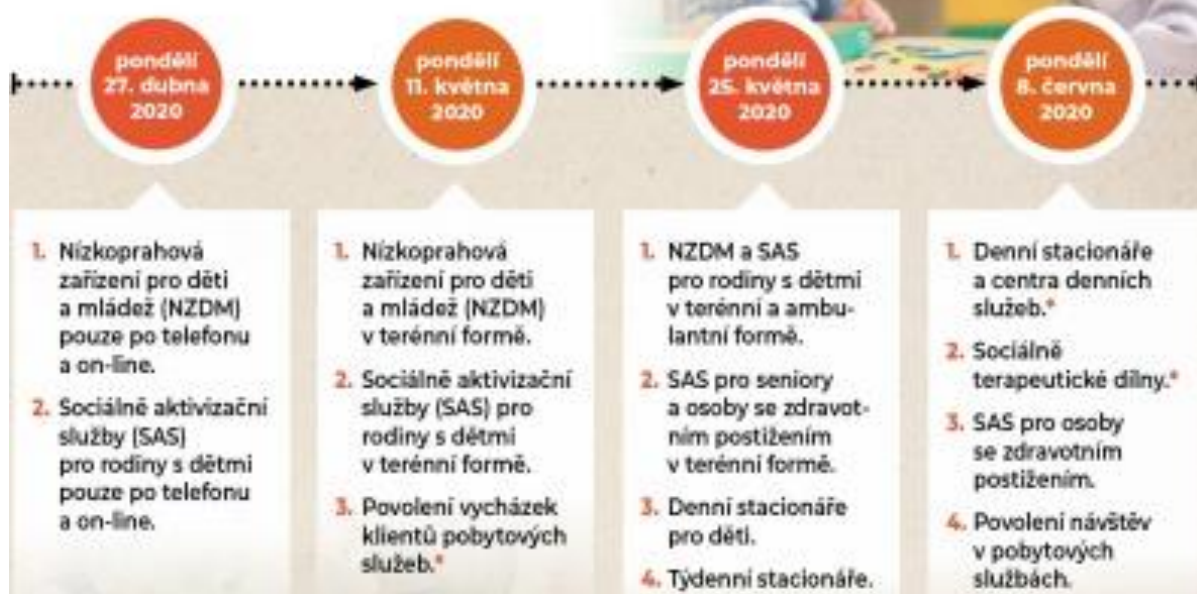 pondělí
27. dubna
2020
pondělí
11. května
2020
pondělí
25. května
2020
pondělí
8. června
2020
1. Nízkoprahová
zařízení pro děti
a mládež (NZDM)
pouze po telefonu
a on-line.
2. Sociálně aktivizační
služby (SAS)
pro rodiny s dětmi
pouze po telefonu
a on-line.
1. Nízkoprahová
zařízení pro děti
a mládež (NZDM)
v terénní formě.
2. Sociálně aktivizační
služby (SAS) pro
rodiny s dětmi
v terénní formě.
3. Povolení vycházek
klientů pobytových
služeb.*
1. NZDM a SAS
pro rodiny s dětmi
v terénní a ambu-
lantní formě.
2. SAS pro seniory
a osoby se zdravot-
ním postižením
v terénní formě.
3. Denní stacionáře
pro děti.
4. Týdenní stacionáře.
1. Denní stacionáře
a centra denních
služeb.*
2. Sociálně
terapeutické dílny.*
3. SAS pro osoby
se zdravotním
postižením.
4. Povolení návštěv
v pobytových
službách.